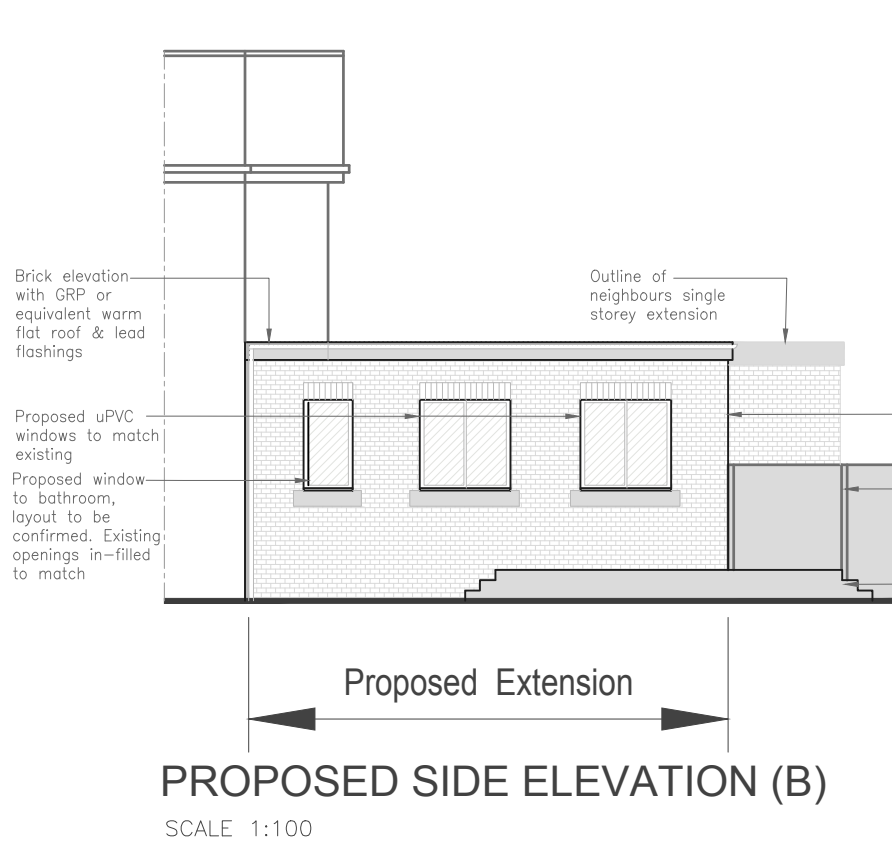 Brick elevation
with GRP or
equivalent warm
flat roof & lead
flashings
Outline of
neighbours single
storey extension
Proposed uPVC
windows to match
existing
Proposed window
to bathroom,
layout to be
confirmed. Existing
openings in-filled
to match
Proposed Extension
PROPOSED SIDE ELEVATION (B)
SCALE 1:100